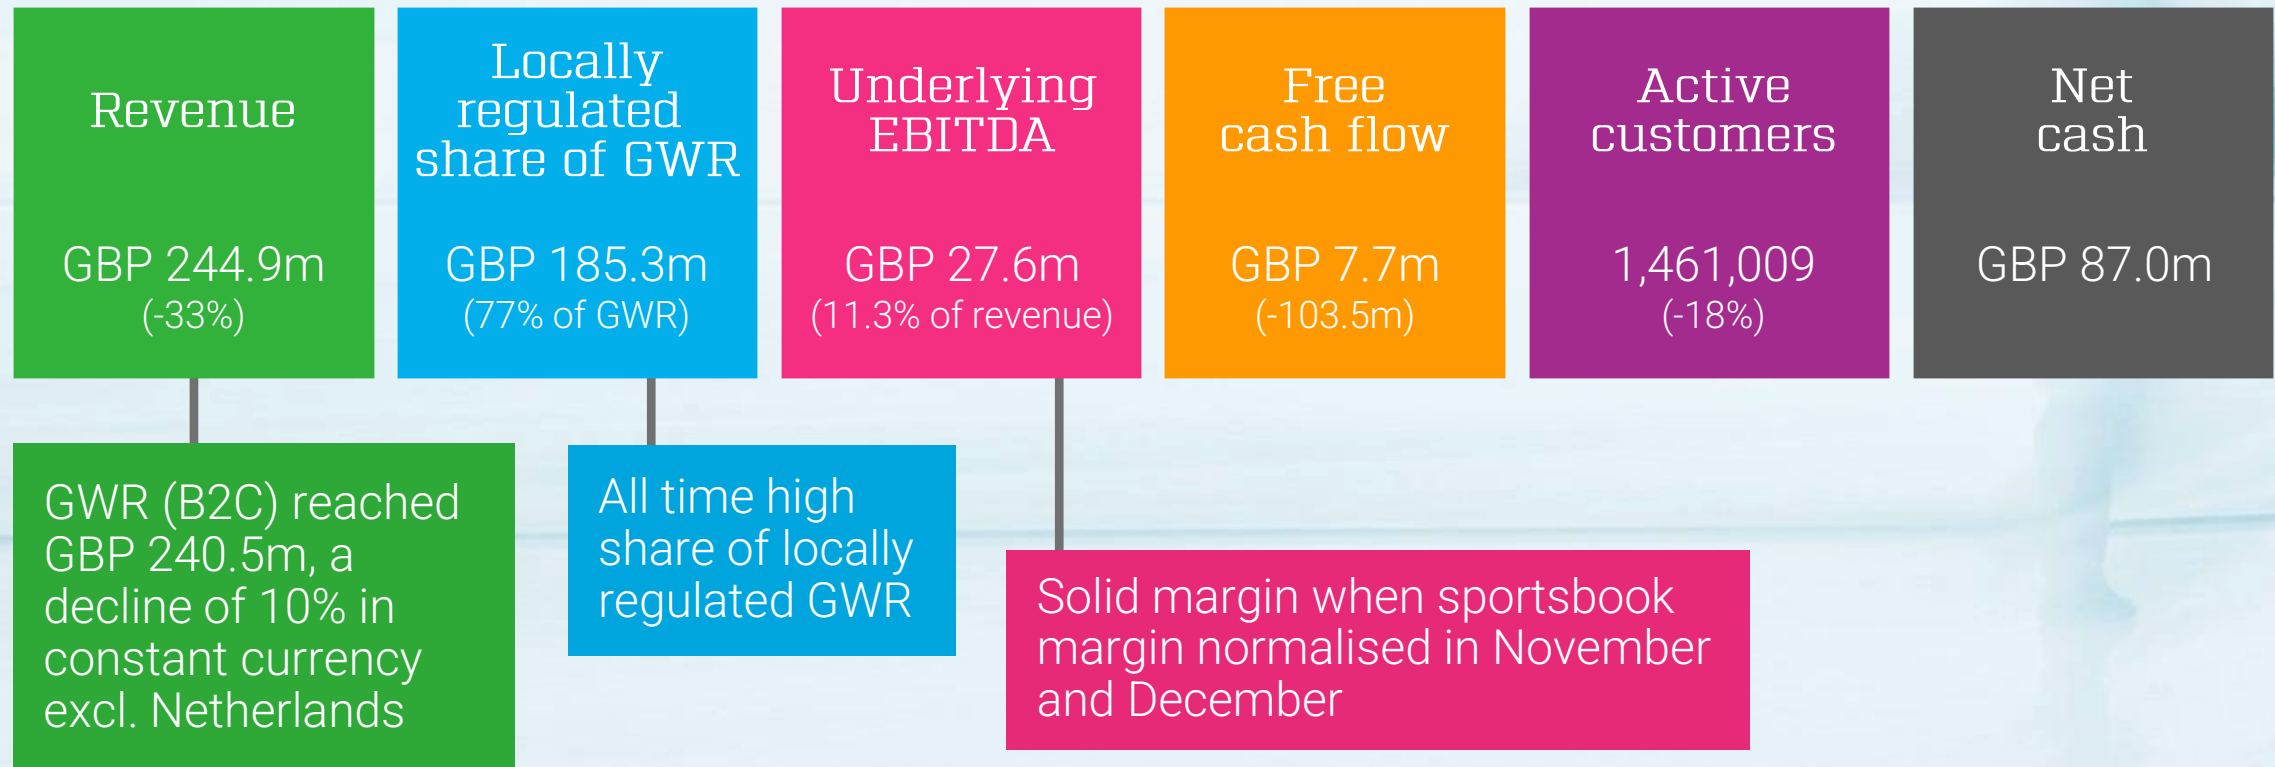 Revenue
GBP 244.9m
(-33%)
Locally
regulated
share of GWR
GBP 185.3m
(77% of GWR)
Underlying
EBITDA
GBP 27.6m
(11.3% of revenue)
Free
cash flow
GBP 7.7m
(-103.5m)
Active
customers
1,461,009
(-18%)
Net
cash
GBP 87.0m
GWR (B2C) reached
GBP 240.5m, a
decline of 10% in
constant currency
excl. Netherlands
All time high
share of locally
regulated GWR
Solid margin when sportsbook
margin normalised in November
and December